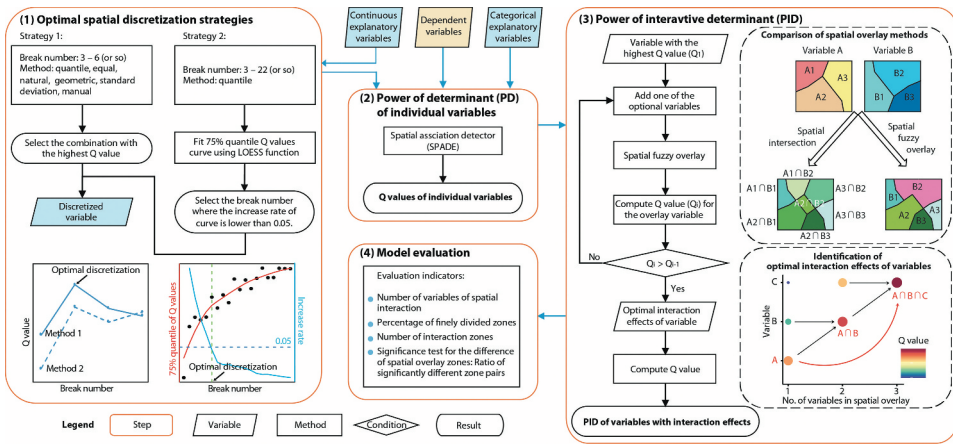 (1) Optimal spatial discretization strategies
Strategy 1:
Break number: 3 – 6 (or so)
Method: quantile, equal,
natural, geometric, standard
deviation, manual
Select the combination with
the highest Q value
Discretized
variable
Strategy 2:
Break number: 3 – 22 (or so)
Method: quantile
Fit 75% quantile Q values
curve using LOESS function
Select the break number
where the increase rate of
curve is lower than 0.05.
Optimal discretization
Method 1
Method 2
Q value
Break number
75% quantile of Q values
Increase rate
0.05
Optimal discretization
Break number
Continuous
explanatory
variables
Dependent
variables
Categorical
explanatory
variables
(2) Power of determinant (PD)
of individual variables
Spatial asciation detector
(SPADE)
Q values of individual variables
(4) Model evaluation
Evaluation indicators:
Number of variables of spatial
interaction
Percentage of finely divided zones
Number of interaction zones
Significance test for the difference
of spatial overlay zones: Ratio of
significantly different zone pairs
(3) Power of interavtive determinant (PID)
Variable with the
highest Q value (Q1)
Add one of the
optional variables
Spatial fuzzy overlay
Compute Q value (Qi) for
the overlay variable
Qi > Qi-1
No
Yes
Optimal interaction
effects of variable
Compute Q value
PID of variables with interaction effects
Comparison of spatial overlay methods
Variable A
Variable B
A1
A3
A2
B2
B1
B3
Spatial
intersection
Spatial
fuzzy
overlay
A1∩B2
A1∩B1
A3∩B2
A2∩B2
A2∩B1
A3∩B3
A2∩B3
B2
B1
A2
A3
B3
Identification of
optimal interaction effects of variables
Variable
C
B
A
A∩B
A∩B∩C
Q value
1
2
3
No. of variables in spatial overlay
Legend
Step
Variable
Method
Condition
Result